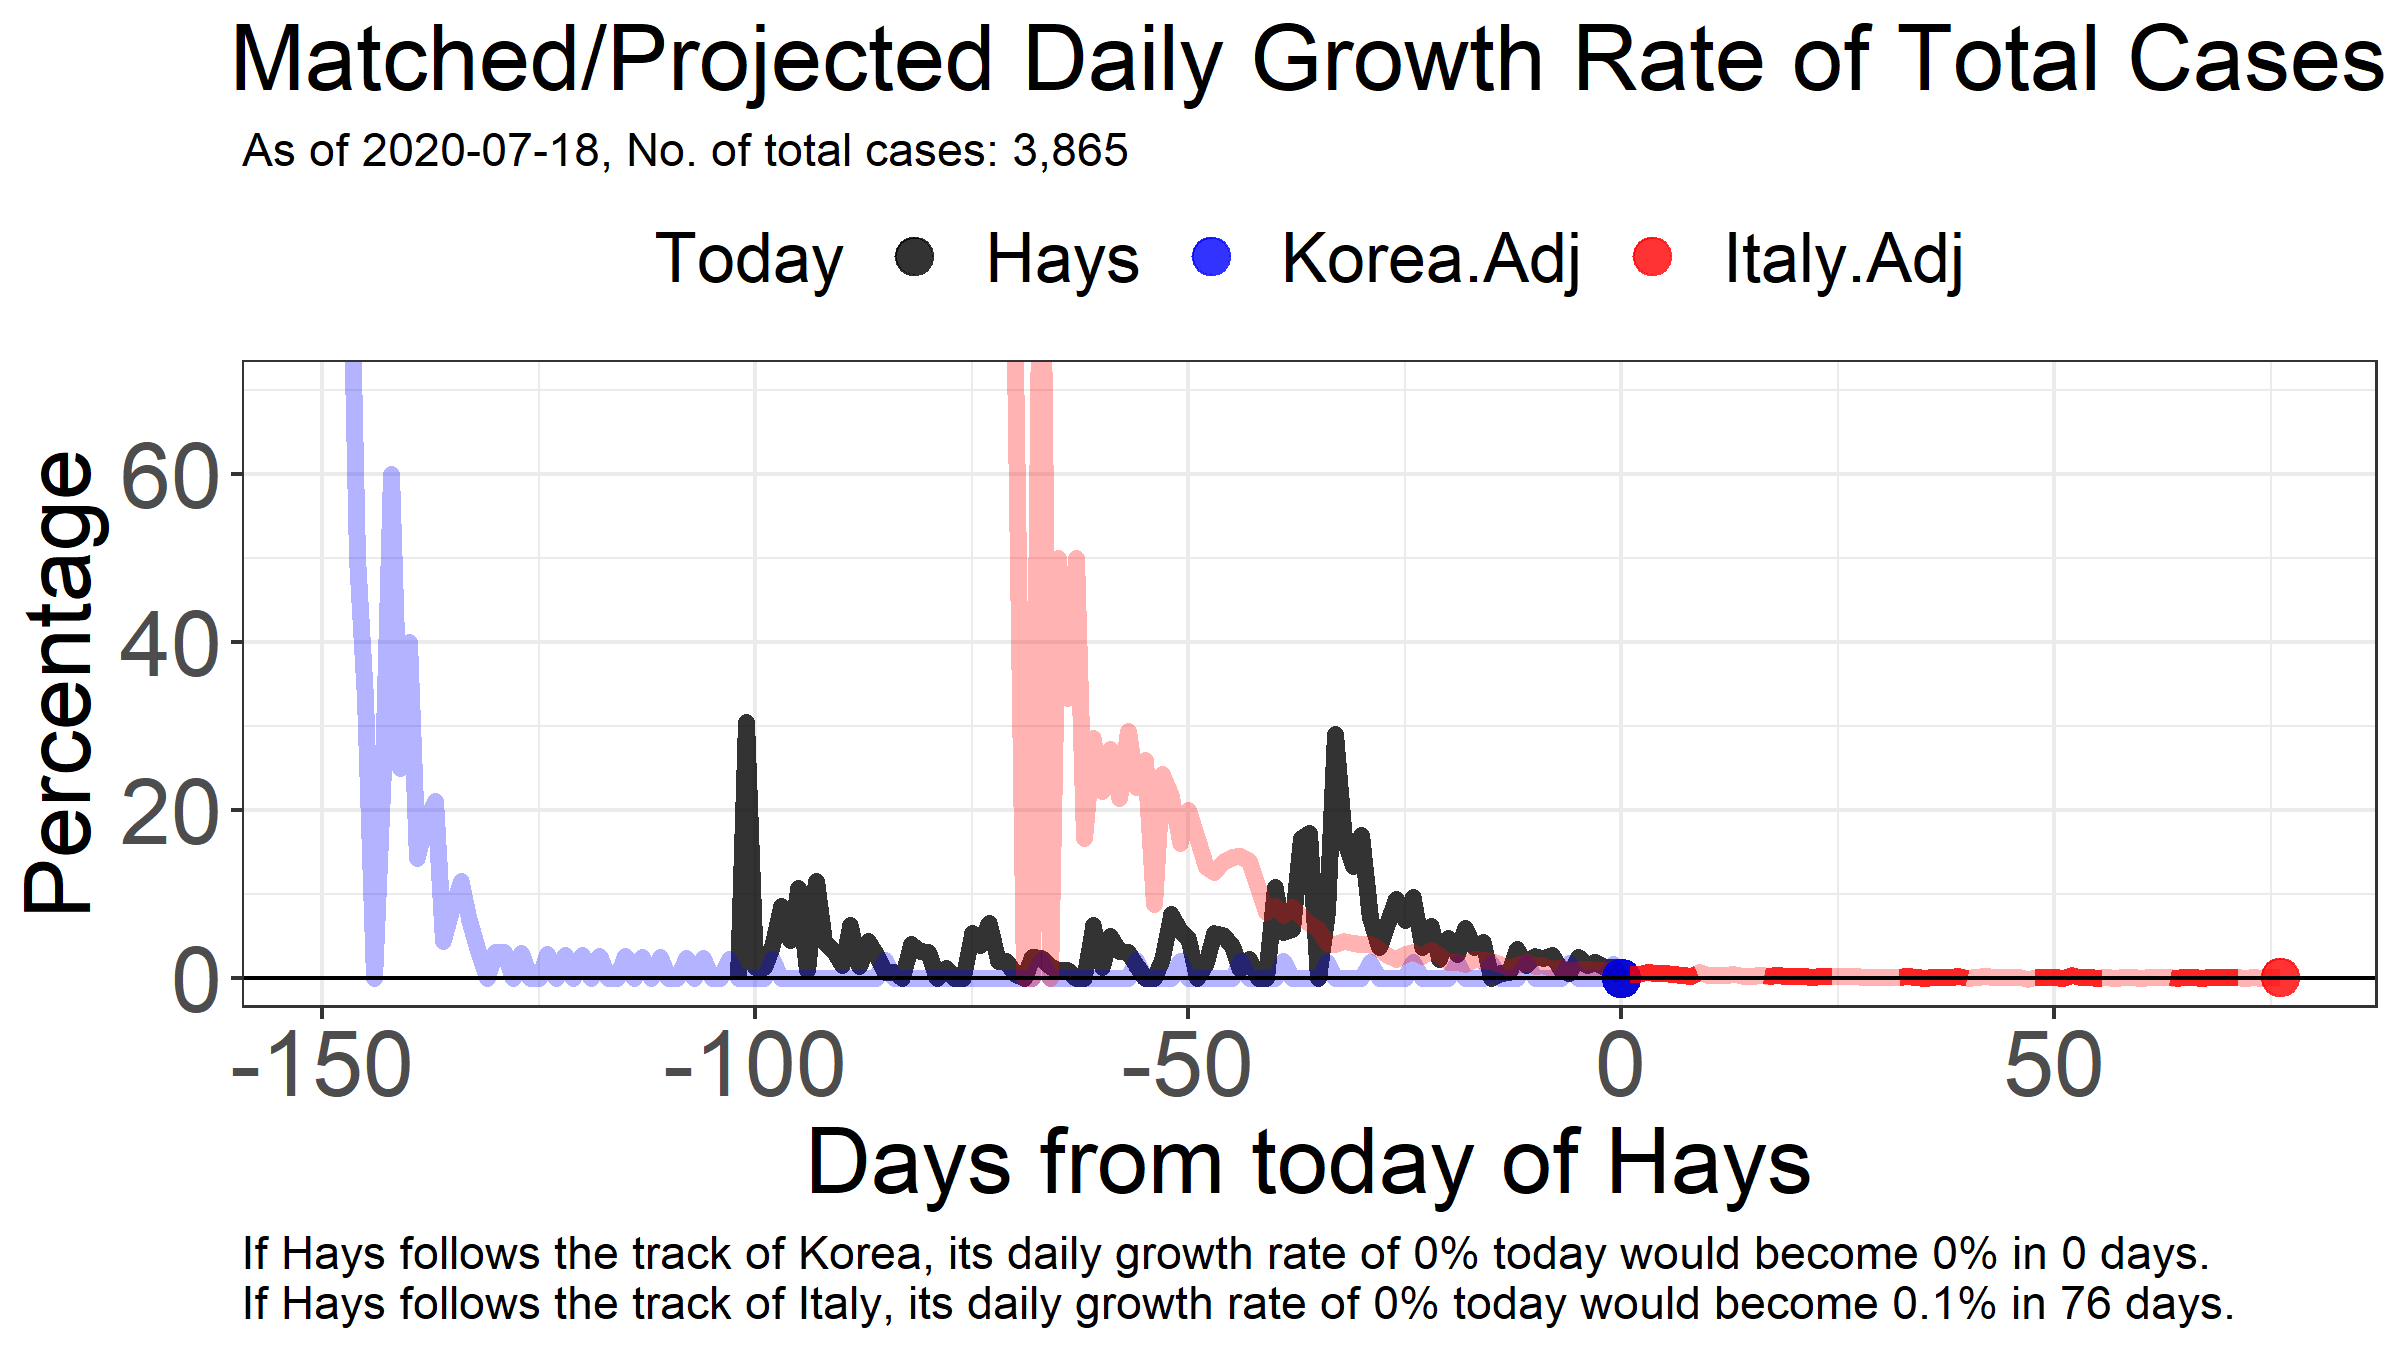 Matched/Projected Daily Growth Rate of Total Cases
As of 2020-07-18, No. of total cases: 3,865
Today Hays Korea.Adj Italy.Adj
Percentage
60
40
20
0
-150 -100 -50 0 50
Days from today of Hays
If Hays follows the track of Korea, its daily growth rate of 0% today would become 0% in 0 days.
If Hays follows the track of Italy, its daily growth rate of 0% today would become 0.1% in 76 days.